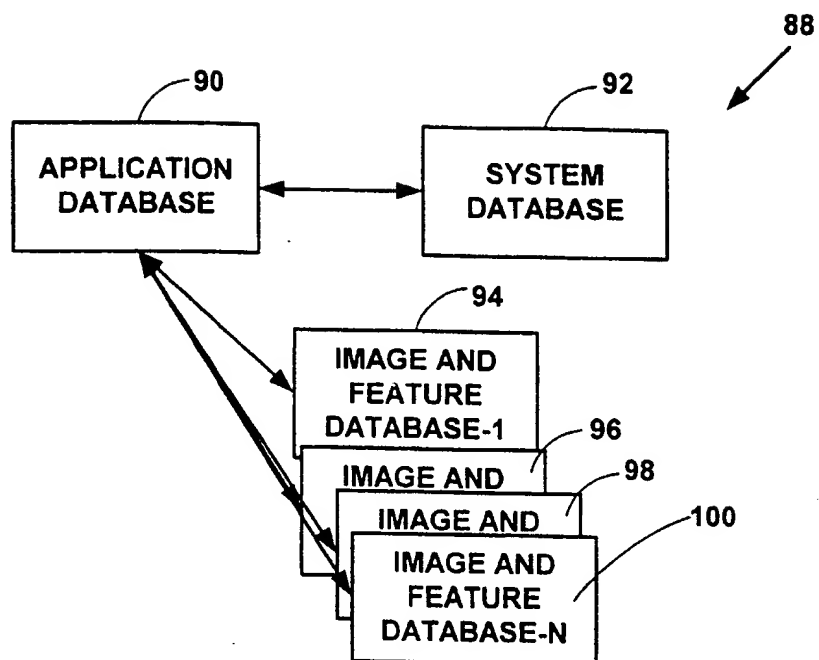 88
90
92
APPLICATION
DATABASE
SYSTEM
DATABASE
94
IMAGE AND
FEATURE
DATABASE-1
96
IMAGE AND
98
IMAGE AND
100
IMAGE AND
FEATURE
DATABASE-N